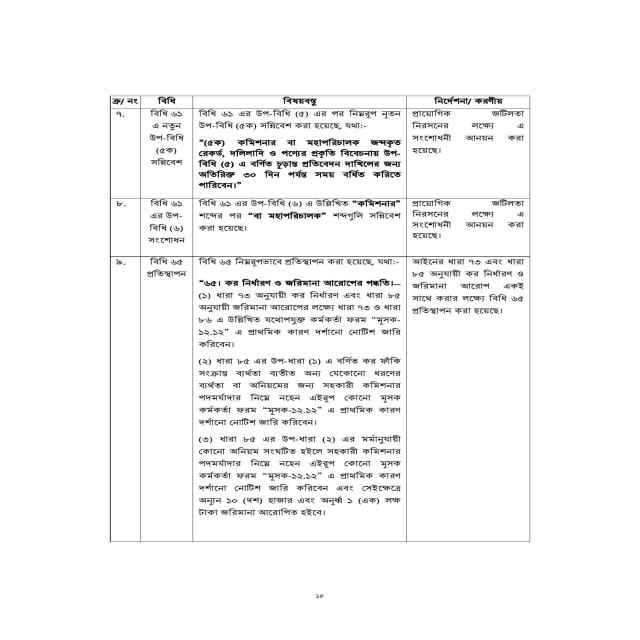 ক্র/ নং বিধি বিষয়বস্তু নির্দেশনা/ করণীয়
৭.
বিধি ৬১
এ নতুন
উপ-বিধি
(৫ক)
সন্নিবেশ
বিধি ৬১ এর উপ-বিধি (৫) এর পর নিম্নরূপ নূতন
উপ-বিধি (৫ক) সন্নিবেশ করা হয়েছে, যথা:-
“(৫ক) কমিশনার বা মহাপরিচালক জব্দকৃত
রেকর্ড, দলিলাদি ও পণ্যের প্রকৃতি বিবেচনায় উপ-
বিধি (৫) এ বর্ণিত চূড়ান্ত প্রতিবেদন দাখিলের জন্য
অতিরিক্ত ৩০ দিন পর্যন্ত সময় বর্ধিত করিতে
পারিবেন।”
প্রায়োগিক জটিলতা
নিরসনের লক্ষ্যে এ
সংশোধনী আনয়ন করা
হয়েছে।
৮.
বিধি ৬১
এর উপ-
বিধি (৬)
সংশোধন
বিধি ৬১ এর উপ-বিধি (৬) এ উল্লিখিত “কমিশনার”
শব্দের পর “বা মহাপরিচালক” শব্দগুলি সন্নিবেশ
করা হয়েছে।
প্রায়োগিক জটিলতা
নিরসনের লক্ষ্যে এ
সংশোধনী আনয়ন করা
হয়েছে।
৯.
বিধি ৬৫
প্রতিস্থাপন
বিধি ৬৫ নিম্নরূপভাবে প্রতিস্থাপন করা হয়েছে, যথা:-
“৬৫। কর নির্ধারণ ও জরিমানা আরোপের পদ্ধতি।—
(১) ধারা ৭৩ অনুযায়ী কর নির্ধারণ এবং ধারা ৮৫
অনুযায়ী জরিমানা আরোপের লক্ষ্যে ধারা ৭৩ ও ধারা
৮৬ এ উল্লিখিত যথোপযুক্ত কর্মকর্তা ফরম “মূসক-
১২.১২” এ প্রাথমিক কারণ দর্শানো নোটিশ জারি
করিবেন।
(২) ধারা ৮৫ এর উপ-ধারা (১) এ বর্ণিত কর ফাঁকি
সংক্রান্ত ব্যর্থতা ব্যতীত অন্য যেকোনো ধরণের
ব্যর্থতা বা অনিয়মের জন্য সহকারী কমিশনার
পদমর্যাদার নিম্নে নহেন এইরূপ কোনো মূসক
কর্মকর্তা ফরম “মূসক-১২.১২” এ প্রাথমিক কারণ
দর্শানো নোটিশ জারি করিবেন।
(৩) ধারা ৮৫ এর উপ-ধারা (২) এর মর্মানুযায়ী
কোনো অনিয়ম সংঘটিত হইলে সহকারী কমিশনার
পদমর্যাদার নিম্নে নহেন এইরূপ কোনো মূসক
কর্মকর্তা ফরম “মূসক-১২.১২” এ প্রাথমিক কারণ
দর্শানো নোটিশ জারি করিবেন এবং সেইক্ষেত্রে
অন্যূন ১০ (দশ) হাজার এবং অনূর্ধ্ব ১ (এক) লক্ষ
টাকা জরিমানা আরোপিত হইবে।
আইনের ধারা ৭৩ এবং ধারা
৮৫ অনুযায়ী কর নির্ধারণ ও
জরিমানা আরোপ একই
সাথে করার লক্ষ্যে বিধি ৬৫
প্রতিস্থাপন করা হয়েছে।
১৫